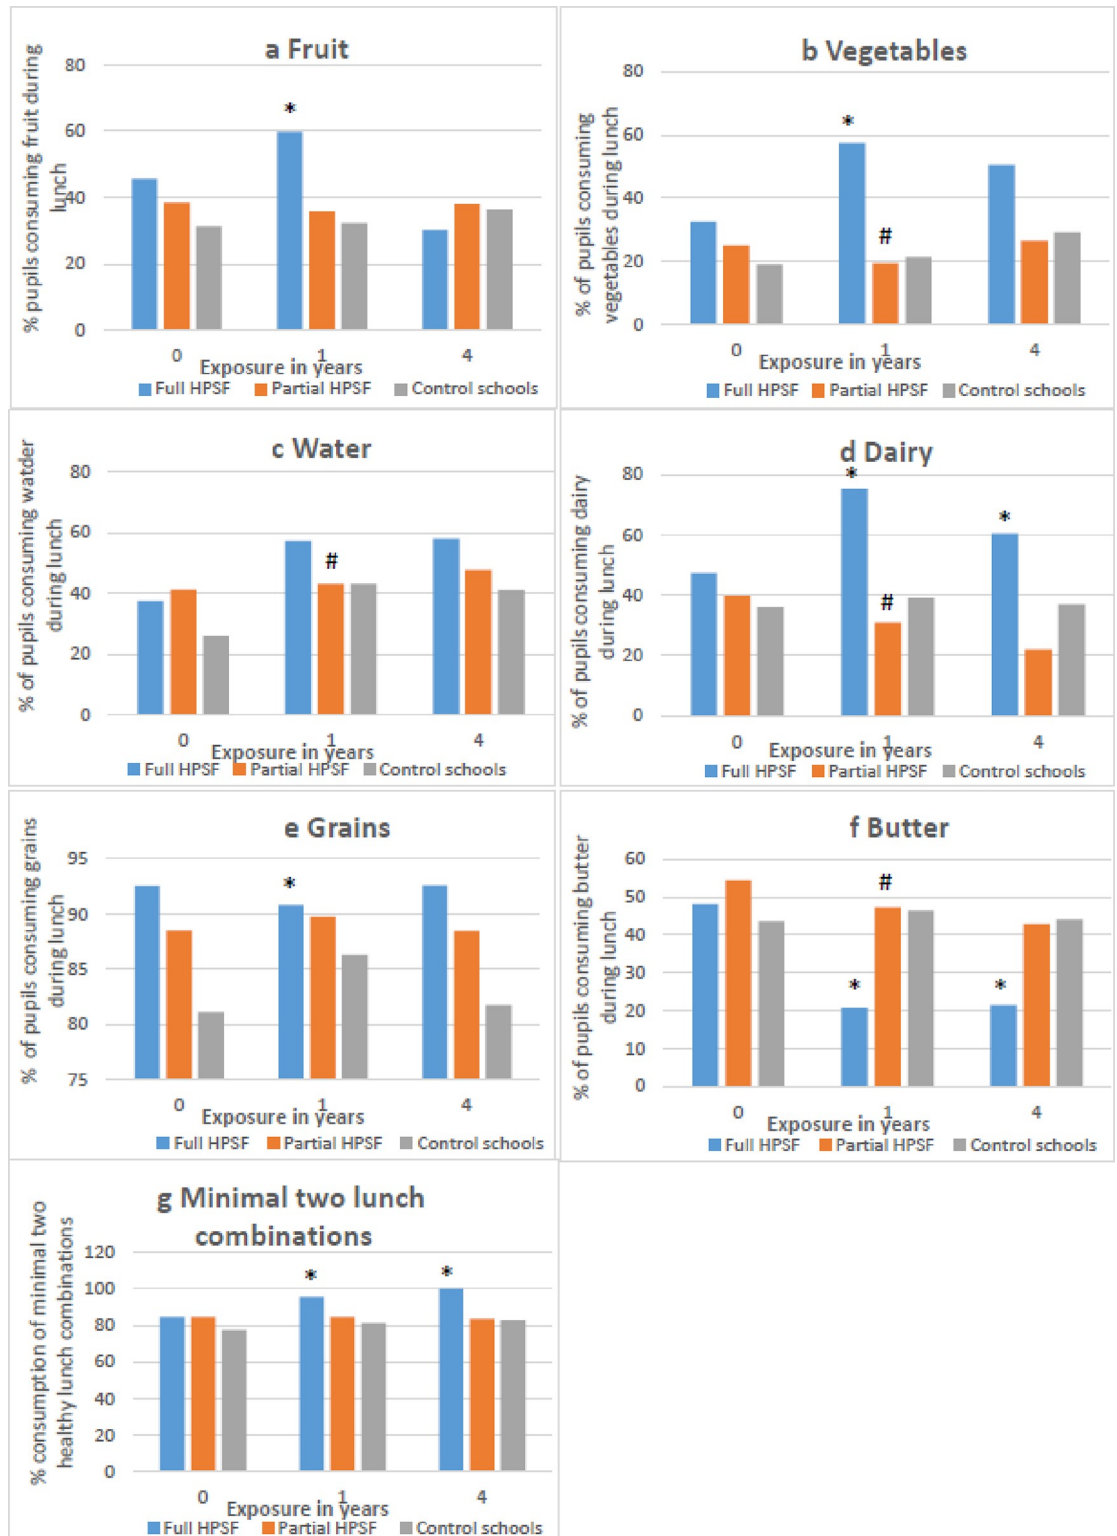 a Fruit
% pupils consuming fruit during
lunch
80
*
60
40
20
0
0 1 4
Exposure in years
Full HPSF Partial HPSF Control schools
b Vegetables
% of pupils consuming
vegetables during lunch
80
*
60
40
#
20
0
0 1 4
Exposure in years
Full HPSF Partial HPSF Control schools
c Water
% of pupils consuming watder
during lunch
80
60
#
40
20
0
0 1 4
Exposure in years
Full HPSF Partial HPSF Control schools
d Dairy
% of pupils consuming dairy
during lunch
80
*
*
60
40
#
20
0
0 1 4
Exposure in years
Full HPSF Partial HPSF Control schools
e Grains
% of pupils consuming grains
during lunch
95
*
90
85
80
75
0 1 4
Exposure in years
Full HPSF Partial HPSF Control schools
f Butter
% of pupils consuming butter
during lunch
60
#
50
40
30
* *
20
10
0
0 1 4
Exposure in years
Full HPSF Partial HPSF Control schools
g Minimal two lunch
combinations
% consumption of minimal two
healthy lunch combinations
120
* *
100
80
60
40
20
0
0 1 4
Exposure in years
Full HPSF Partial HPSF Control schools